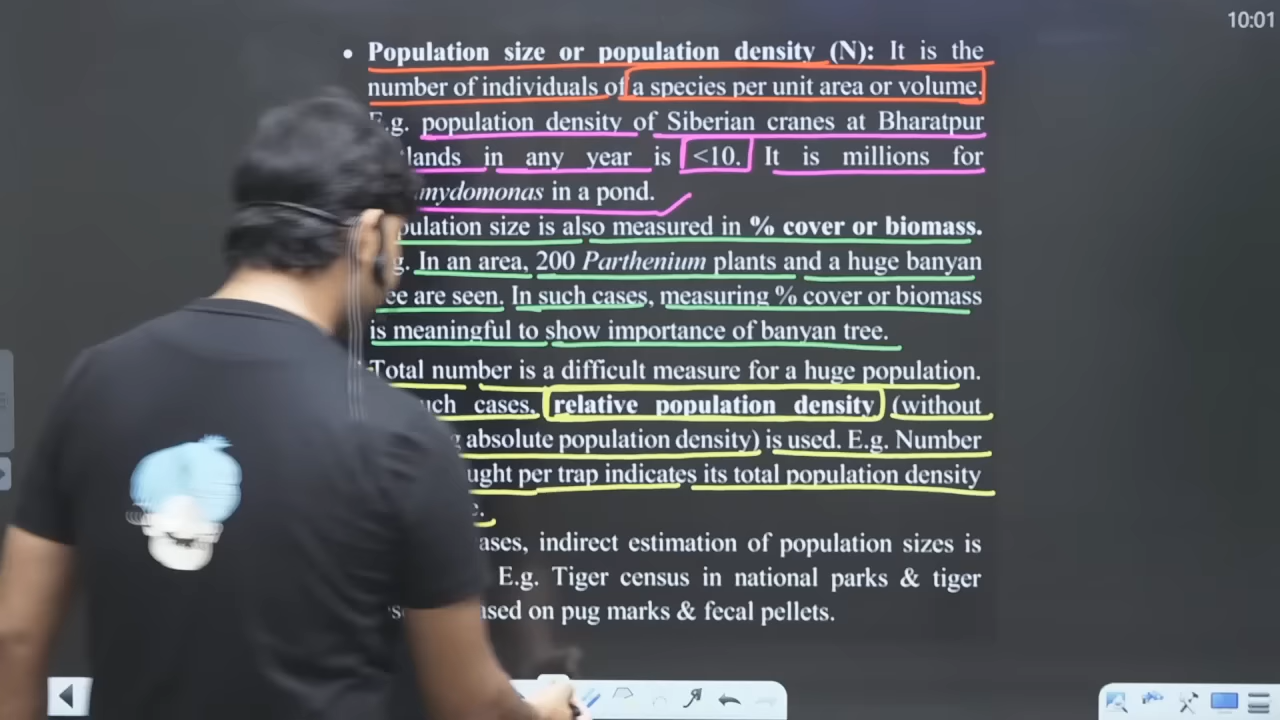 10:01
• Population size or population density (N): It is the
number of individuals of a species per unit area or volume.
E.g. population density of Siberian cranes at Bharatpur
lands in any year is <10. It is millions for
mydomonas in a pond.
pulation size is also measured in % cover or biomass.
g. In an area, 200 Parthenium plants and a huge banyan
ee are seen. In such cases, measuring % cover or biomass
is meaningful to show importance of banyan tree.
Total number is a difficult measure for a huge population.
uch cases, relative population density (without
g absolute population density) is used. E.g. Number
ught per trap indicates its total population density
e.
ases, indirect estimation of population sizes is
E.g. Tiger census in national parks & tiger
ased on pug marks & fecal pellets.